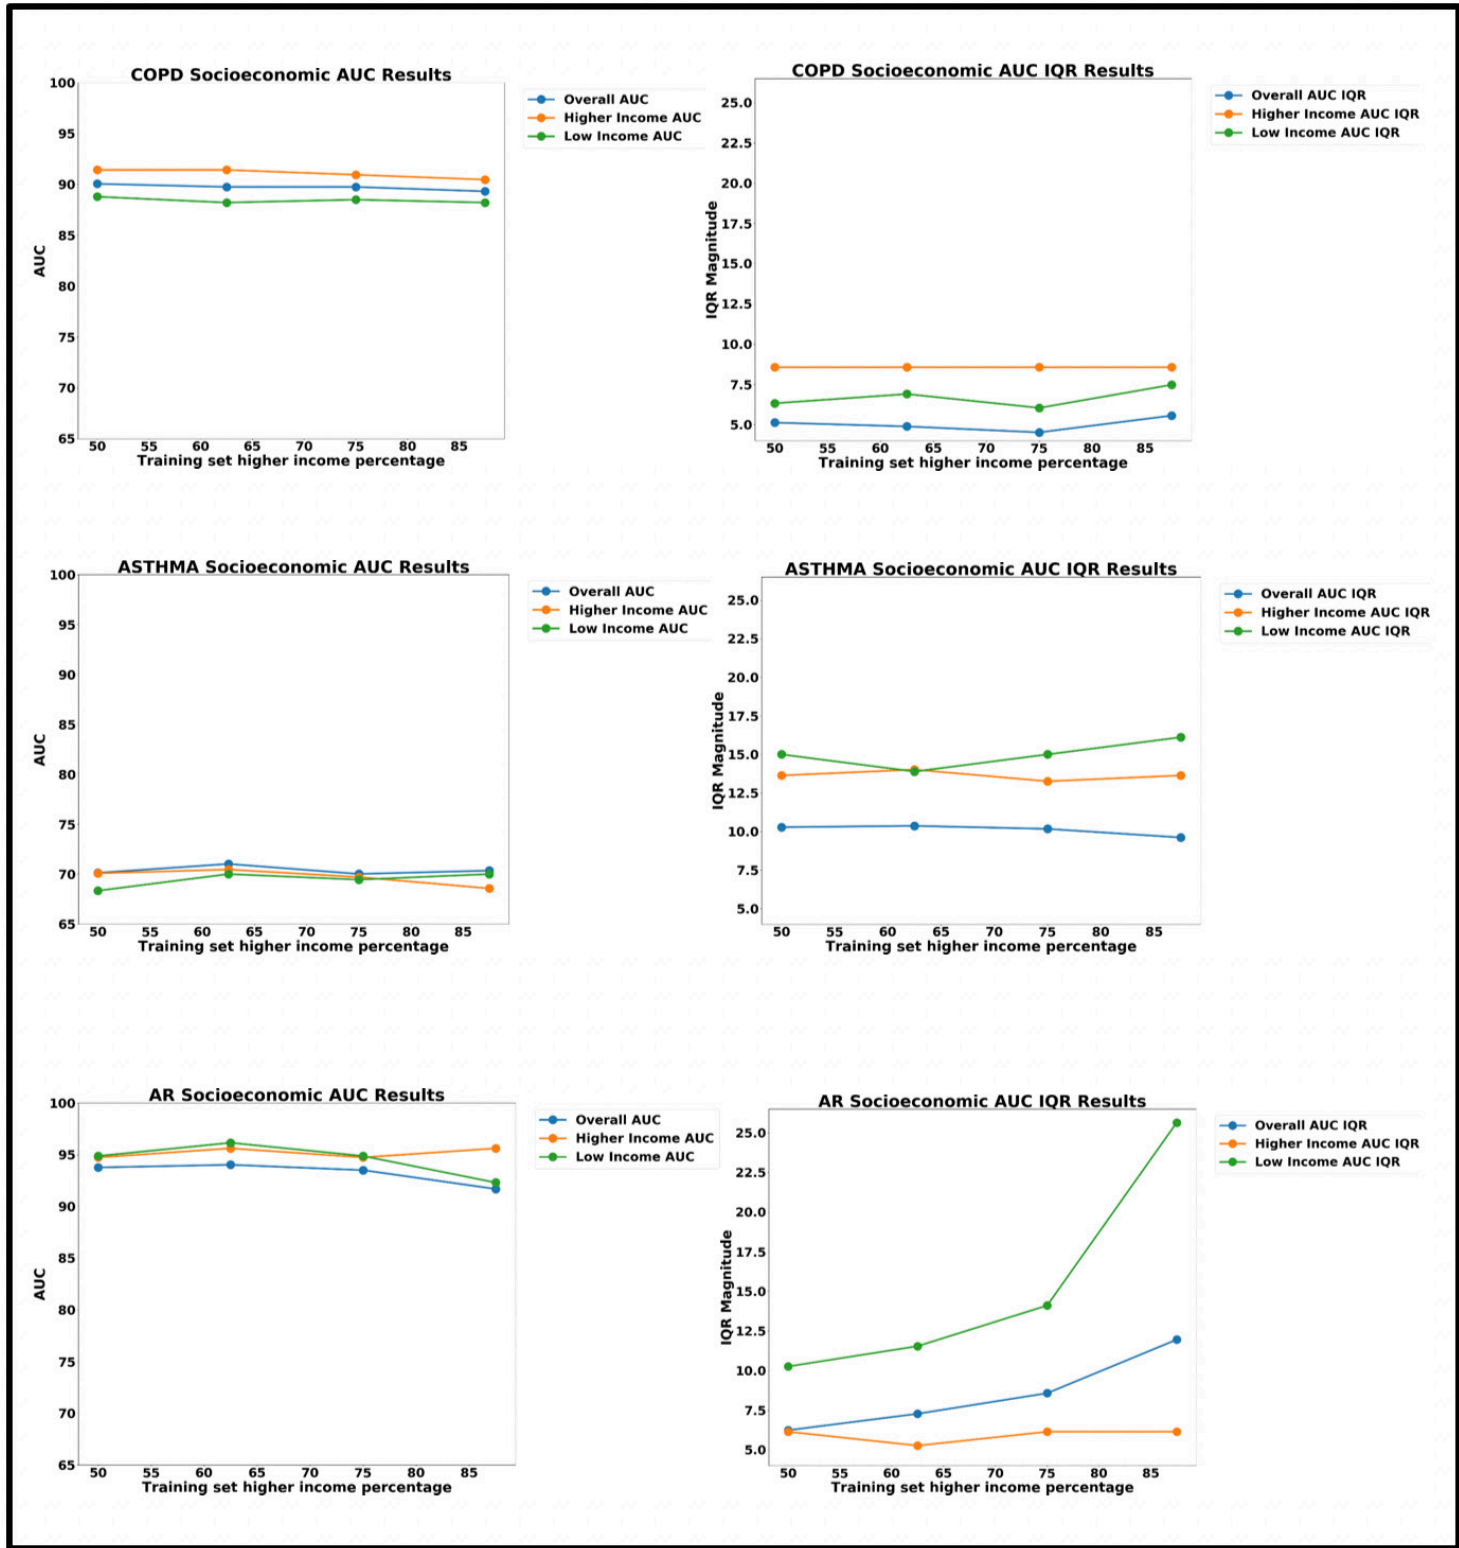 COPD Socioeconomic AUC Results
100
95
90
85
80
75
70
65
AUC
50 55 60 65 70 75 80 85
Training set higher income percentage
Overall AUC
Higher Income AUC
Low Income AUC
COPD Socioeconomic AUC IQR Results
25.0
22.5
20.0
17.5
15.0
12.5
10.0
7.5
5.0
IQR Magnitude
50 55 60 65 70 75 80 85
Training set higher income percentage
Overall AUC IQR
Higher Income AUC IQR
Low Income AUC IQR
ASTHMA Socioeconomic AUC Results
100
95
90
85
80
75
70
65
AUC
50 55 60 65 70 75 80 85
Training set higher income percentage
Overall AUC
Higher Income AUC
Low Income AUC
ASTHMA Socioeconomic AUC IQR Results
25.0
22.5
20.0
17.5
15.0
12.5
10.0
7.5
5.0
IQR Magnitude
50 55 60 65 70 75 80 85
Training set higher income percentage
Overall AUC IQR
Higher Income AUC IQR
Low Income AUC IQR
AR Socioeconomic AUC Results
100
95
90
85
80
75
70
65
AUC
50 55 60 65 70 75 80 85
Training set higher income percentage
Overall AUC
Higher Income AUC
Low Income AUC
AR Socioeconomic AUC IQR Results
25.0
22.5
20.0
17.5
15.0
12.5
10.0
7.5
5.0
IQR Magnitude
50 55 60 65 70 75 80 85
Training set higher income percentage
Overall AUC IQR
Higher Income AUC IQR
Low Income AUC IQR